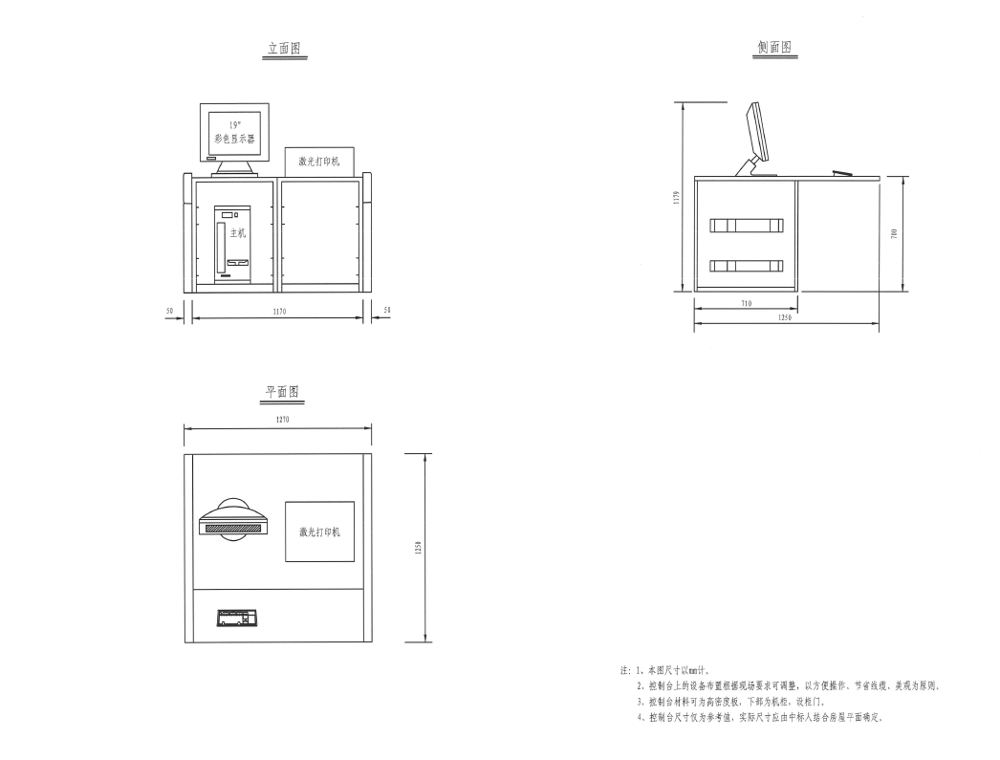 立面图
侧面图
19"
彩色显示器
激光打印机
主机
50
1170
50
1179
700
710
1250
平面图
1270
激光打印机
1250
注：1、本图尺寸以mm计。
2、控制台上的设备布置根据现场要求可调整，以方便操作、节省线缆、美观为原则。
3、控制台材料可为高密度板，下部为机柜，设柜门。
4、控制台尺寸仅为参考值，实际尺寸应由中标人结合房屋平面确定。